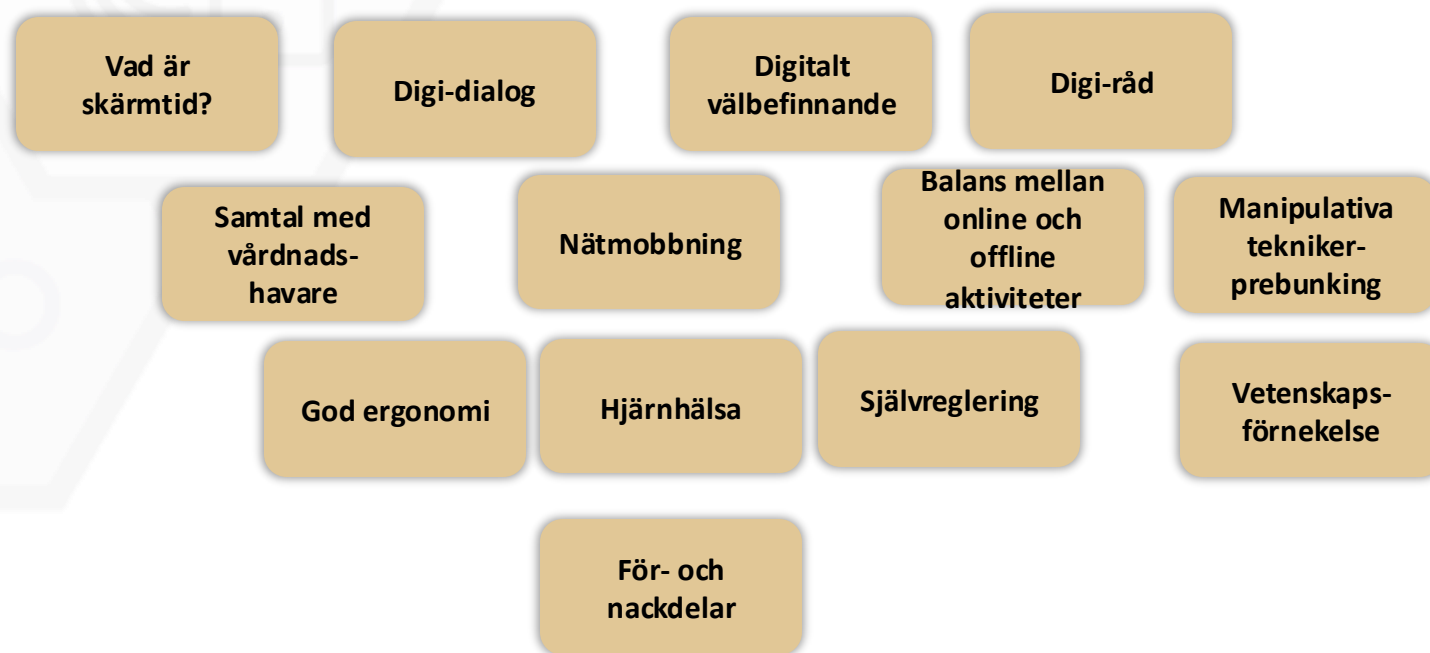 Vad är
skärmtid?
Digi-dialog
Digitalt
välbefinnande
Digi-råd
Samtal med
vårdnads-
havare
Nätmobbning
Balans mellan
online och
offline
aktiviteter
Manipulativa
tekniker-
prebunking
God ergonomi
Hjärnhälsa
Självreglering
Vetenskaps-
förnekelse
För- och
nackdelar